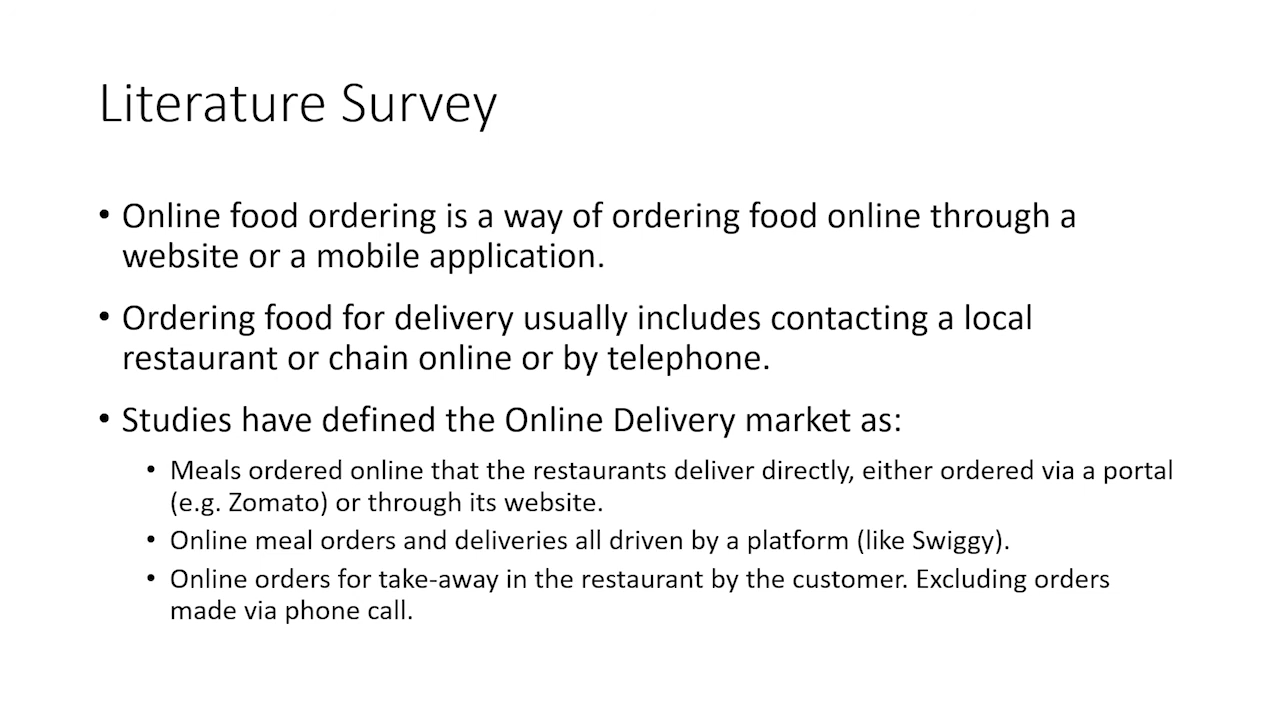 Literature Survey
• Online food ordering is a way of ordering food online through a
website or a mobile application.
• Ordering food for delivery usually includes contacting a local
restaurant or chain online or by telephone.
• Studies have defined the Online Delivery market as:
• Meals ordered online that the restaurants deliver directly, either ordered via a portal
(e.g. Zomato) or through its website.
• Online meal orders and deliveries all driven by a platform (like Swiggy).
• Online orders for take-away in the restaurant by the customer. Excluding orders
made via phone call.